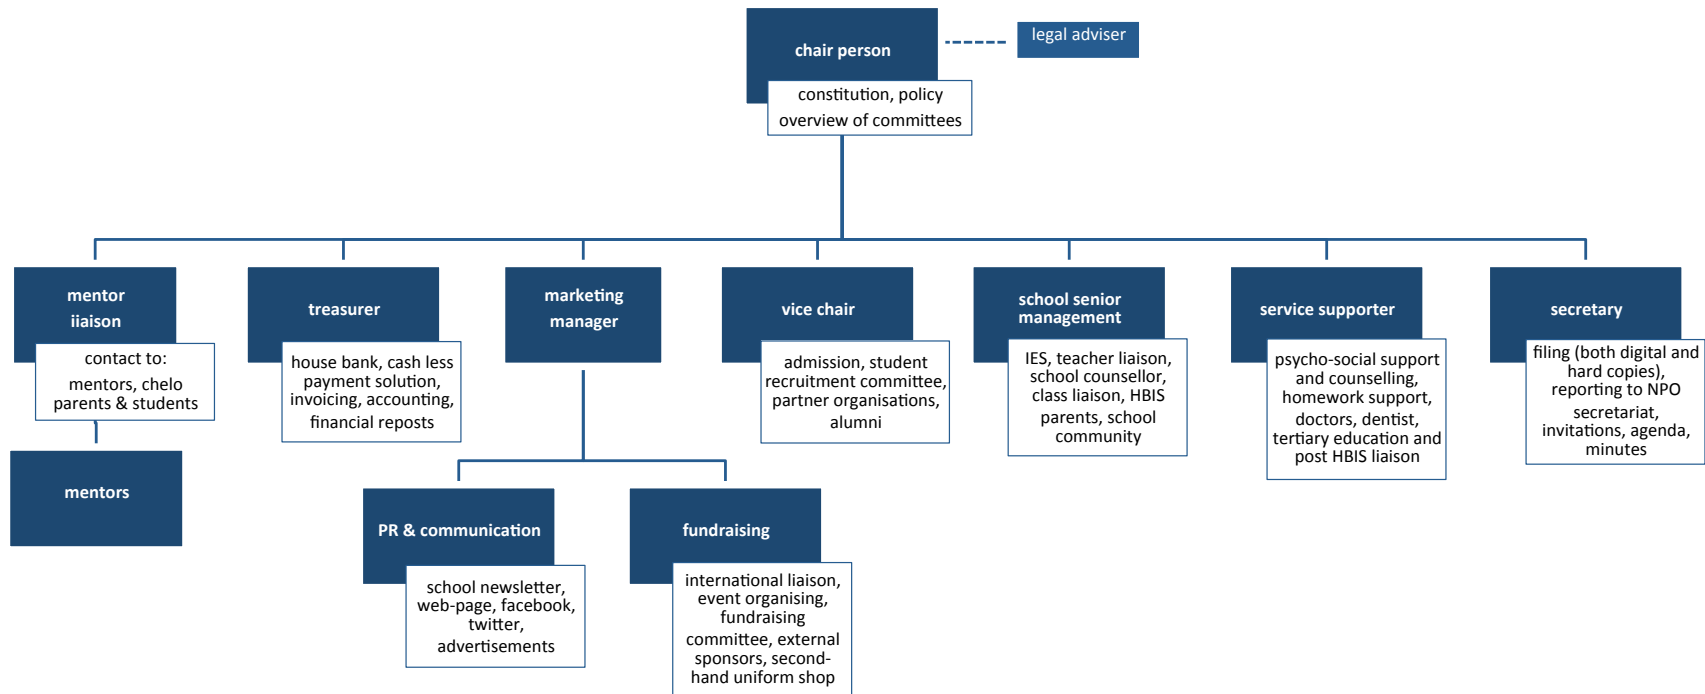 chair person
legal adviser
constitution, policy
overview of committees
mentor
iiaison
contact to:
mentors, chelo
parents & students
mentors
treasurer
house bank, cash less
payment solution,
invoicing, accounting,
financial reposts
marketing
manager
PR & communication
school newsletter,
web-page, facebook,
twitter,
advertisements
fundraising
international liaison,
event organising,
fundraising
committee, external
sponsors, second-
hand uniform shop
vice chair
admission, student
recruitment committee,
partner organisations,
alumni
school senior
management
IES, teacher liaison,
school counsellor,
class liaison, HBIS
parents, school
community
service supporter
psycho-social support
and counselling,
homework support,
doctors, dentist,
tertiary education and
post HBIS liaison
secretary
filing (both digital and
hard copies),
reporting to NPO
secretariat,
invitations, agenda,
minutes